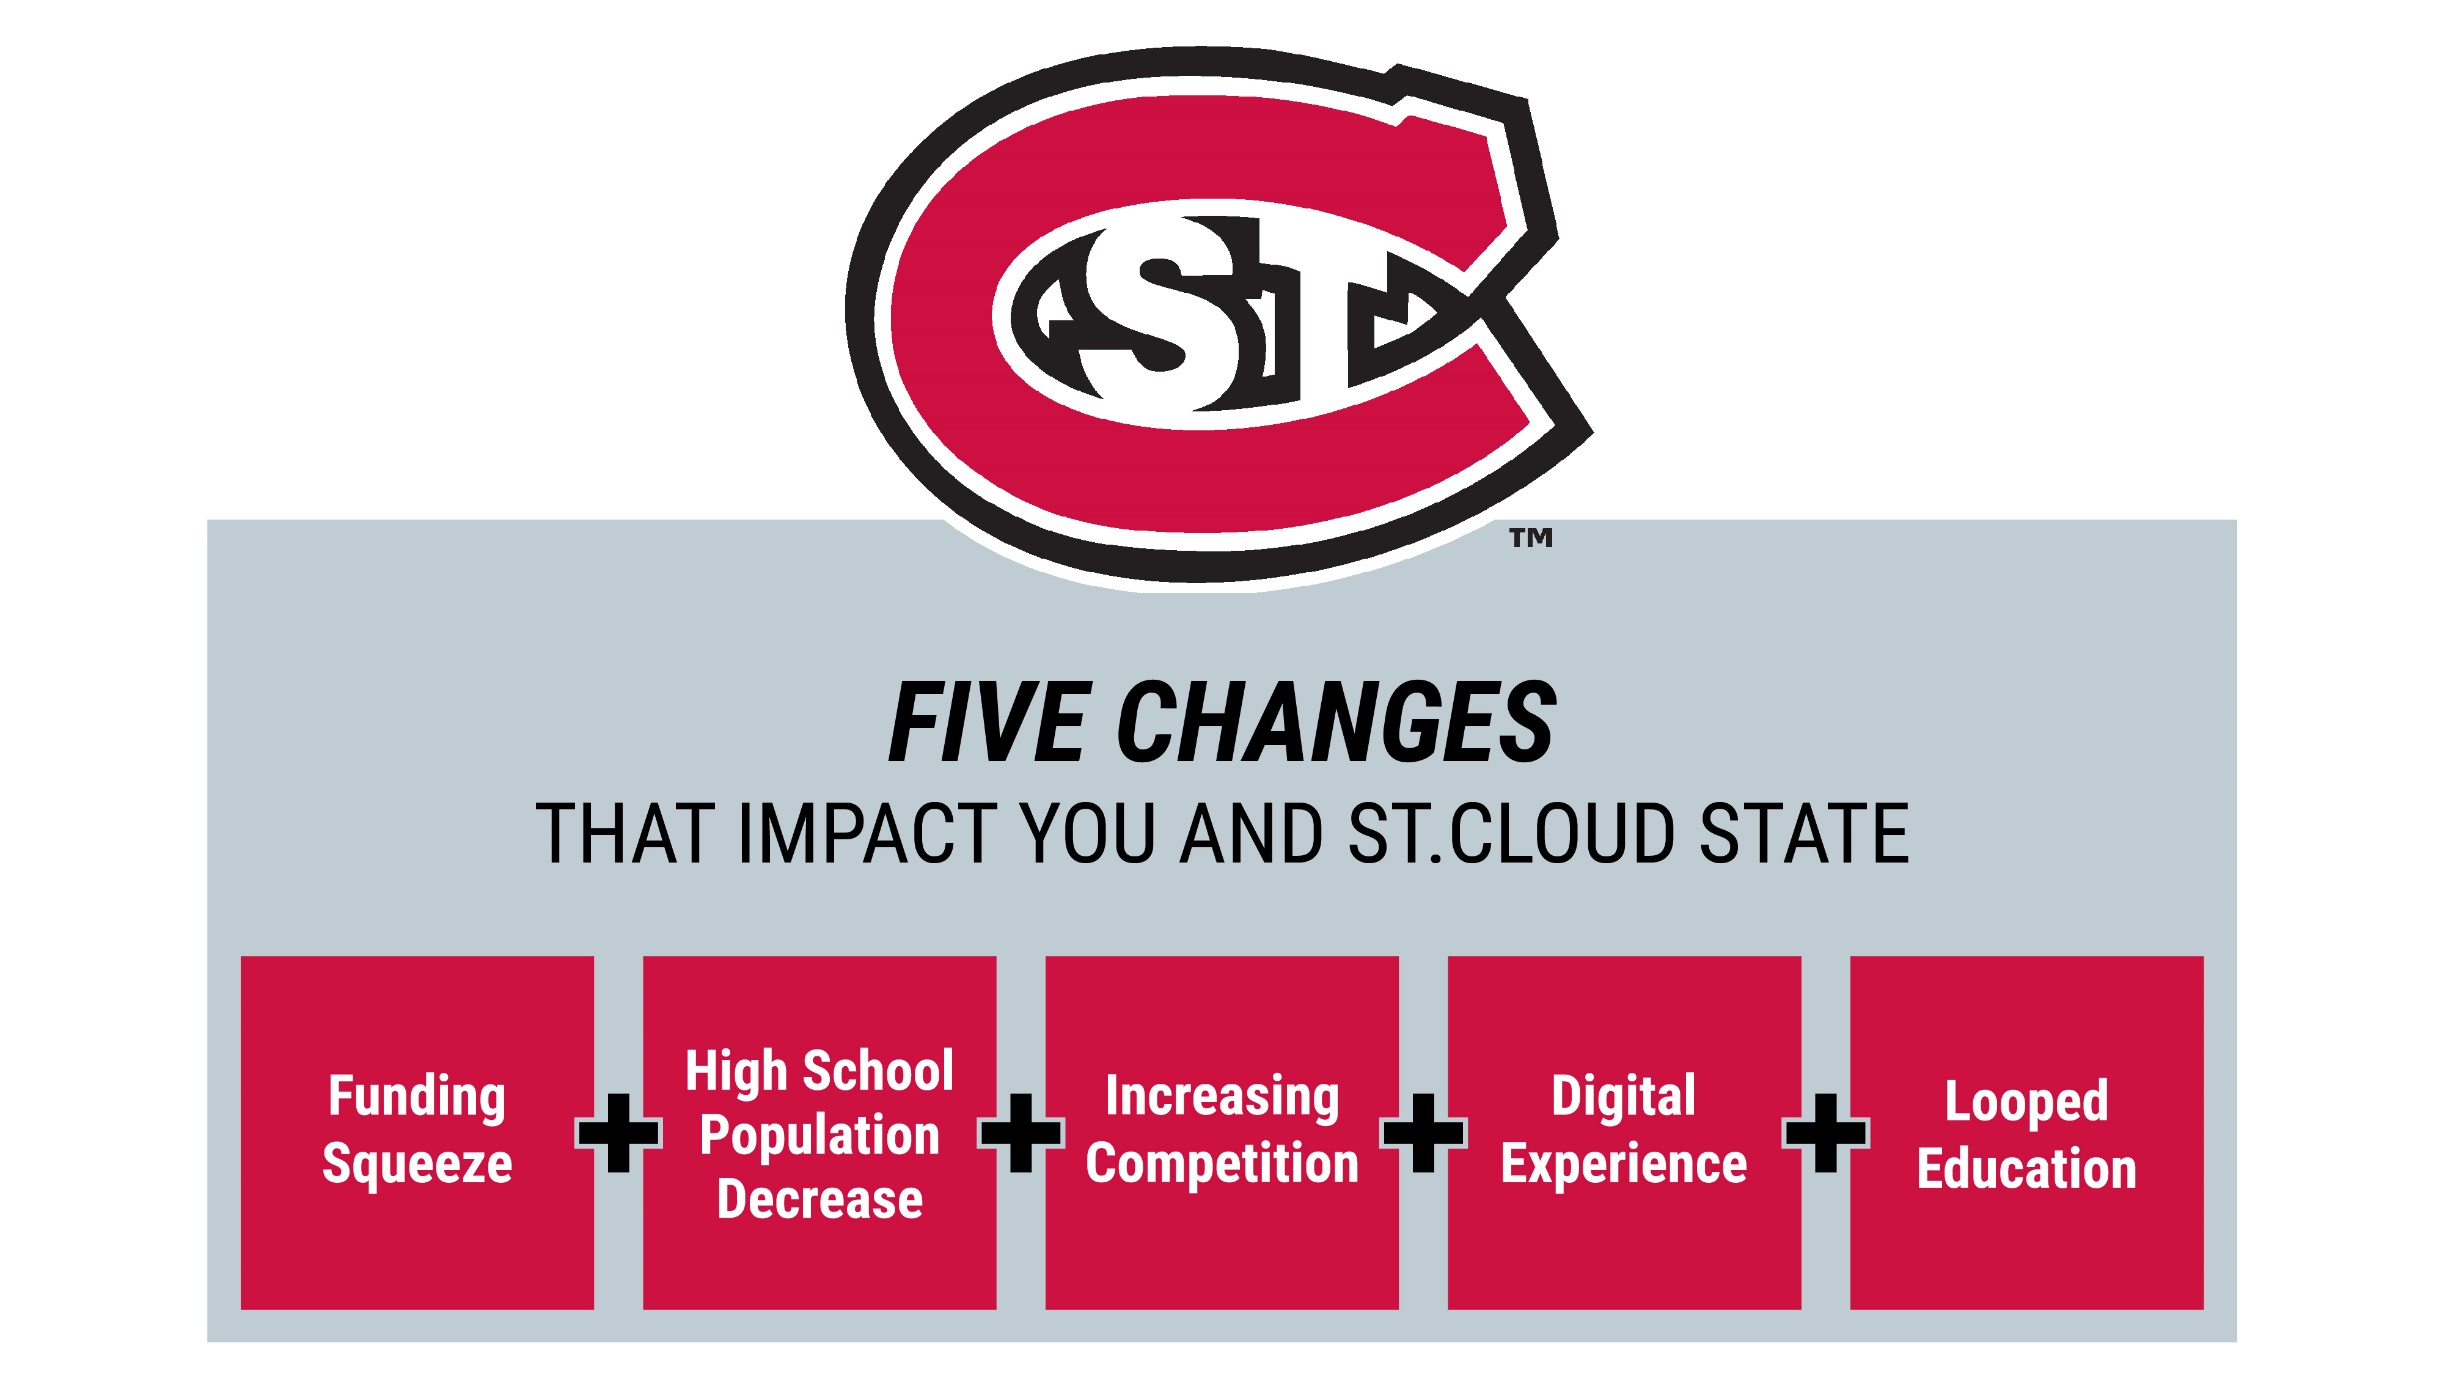 ST
C
TM
FIVE CHANGES
THAT IMPACT YOU AND ST.CLOUD STATE
Funding
Squeeze
High School
Population
Decrease
Increasing
Competition
Digital
Experience
Looped
Education